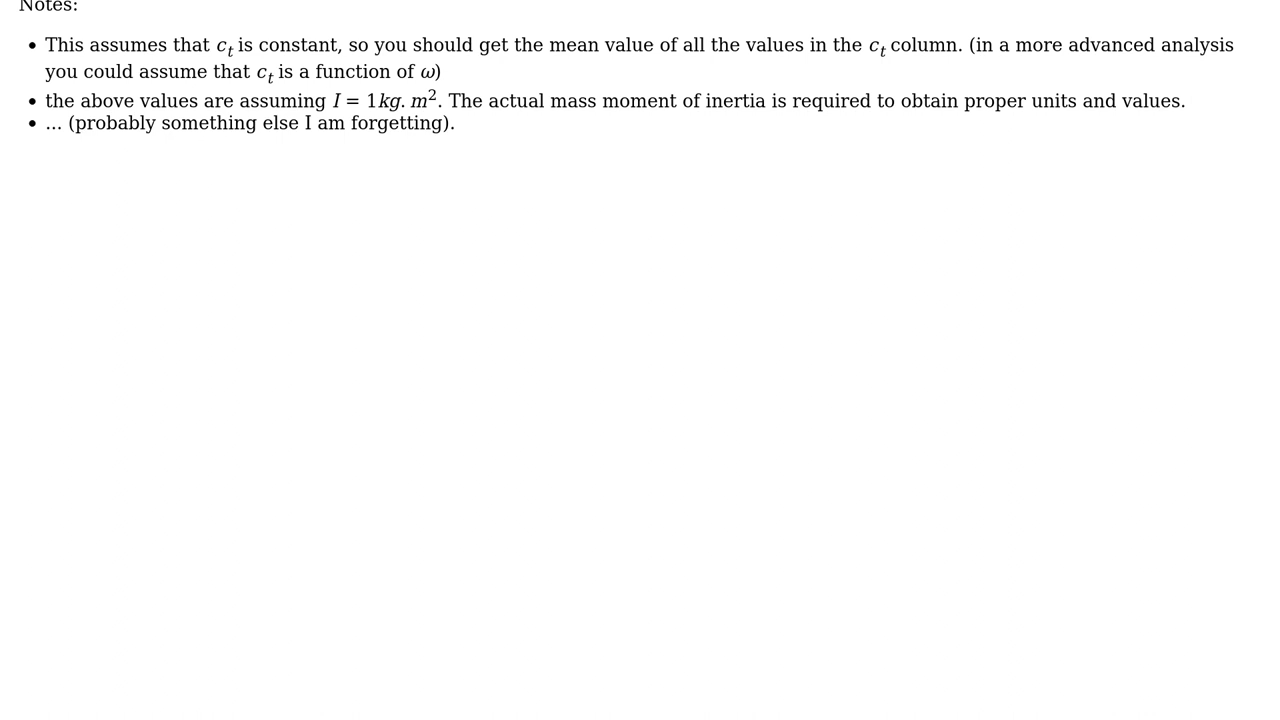 Notes:
• This assumes that c_t is constant, so you should get the mean value of all the values in the c_t column. (in a more advanced analysis
you could assume that c_t is a function of ω)
• the above values are assuming I = 1kg. m². The actual mass moment of inertia is required to obtain proper units and values.
• ... (probably something else I am forgetting).